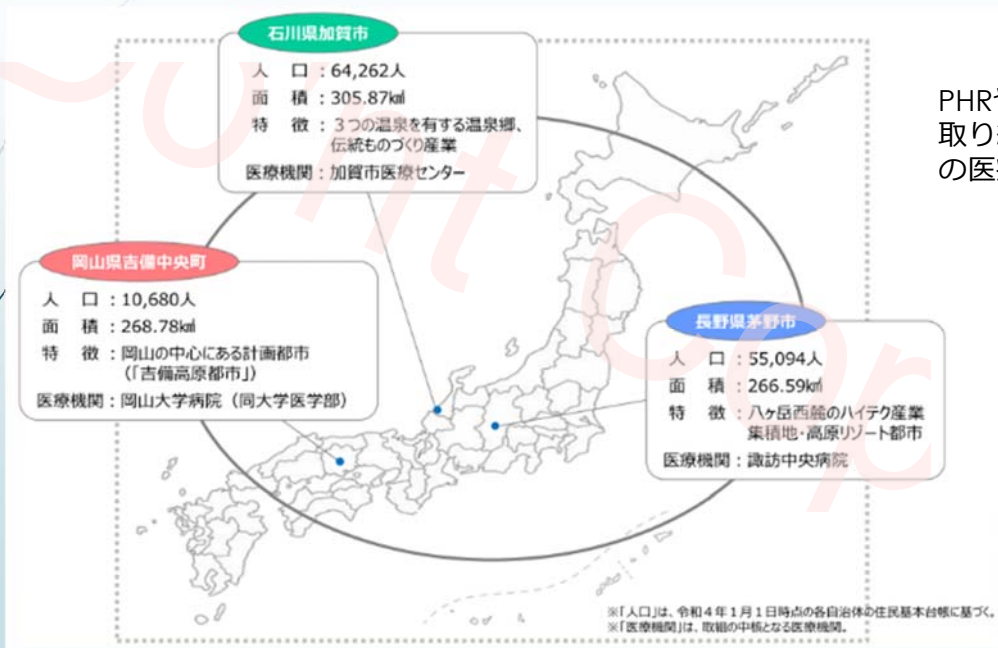 石川県加賀市
人　口：64,262人
面　積：305.87㎢
特　徴：３つの温泉を有する温泉郷、
伝統ものづくり産業
医療機関：加賀市医療センター
PHRや
取り
の医
岡山県吉備中央町
人　口：10,680人
面　積：268.78㎢
特　徴：岡山の中心にある計画都市
（「吉備高原都市」）
医療機関：岡山大学病院（同大学医学部）
長野県茅野市
人　口：55,094人
面　積：266.59㎢
特　徴：八ヶ岳西麓のハイテク産業
集積地・高原リゾート都市
医療機関：諏訪中央病院
※「人口」は、令和４年１月１日時点の各自治体の住民基本台帳に基づく。
※「医療機関」は、取組の中核となる医療機関。